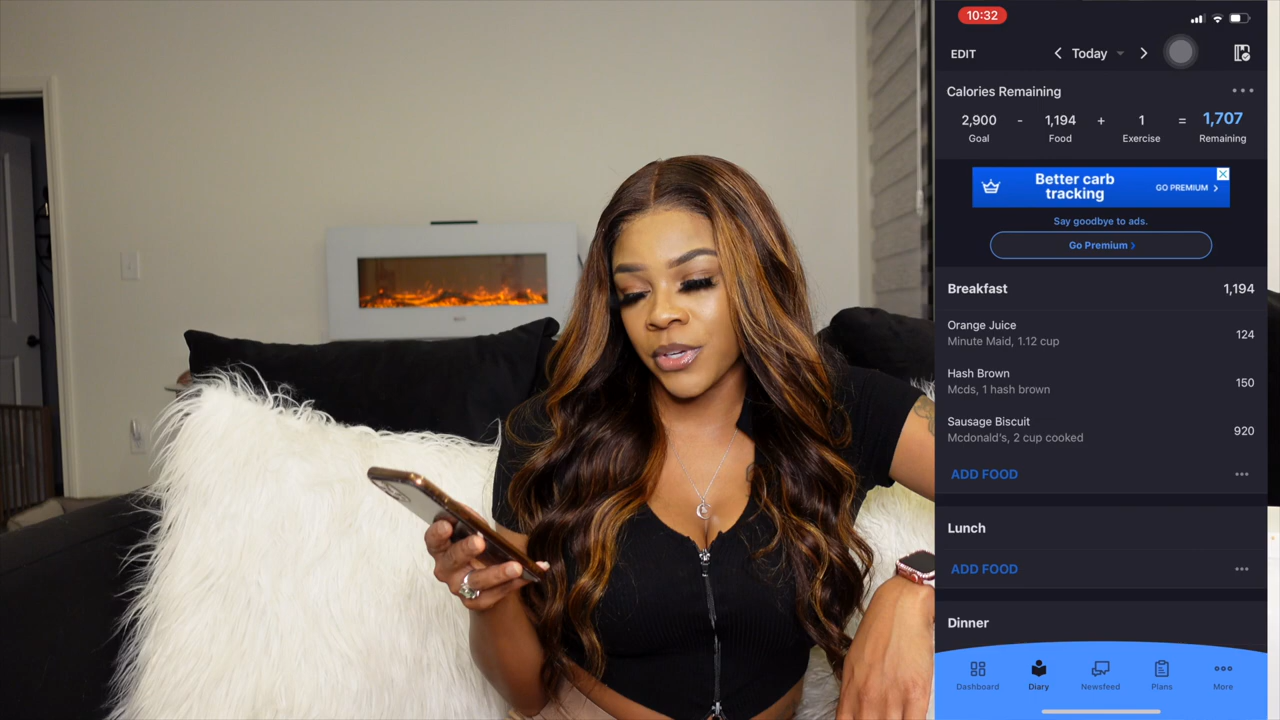 10:32
EDIT
Today
Calories Remaining
2,900 - 1,194 + 1 = 1,707
Goal Food Exercise Remaining
Better carb
tracking
GO PREMIUM
Say goodbye to ads.
Go Premium
Breakfast 1,194
Orange Juice
Minute Maid, 1.12 cup
124
Hash Brown
Mcds, 1 hash brown
150
Sausage Biscuit
Mcdonald's, 2 cup cooked
920
ADD FOOD
Lunch
ADD FOOD
Dinner
Dashboard Diary Newsfeed Plans More